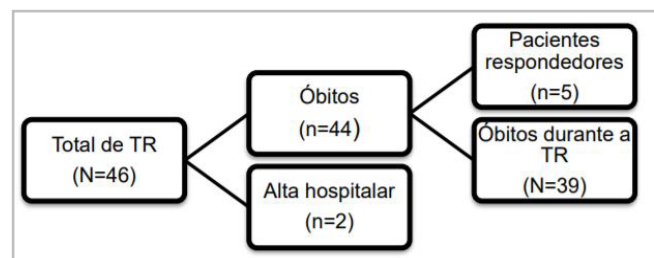 Total de TR
(N=46)
Óbitos
(n=44)
Alta hospitalar
(n=2)
Pacientes
respondedores
(n=5)
Óbitos durante a
TR
(N=39)